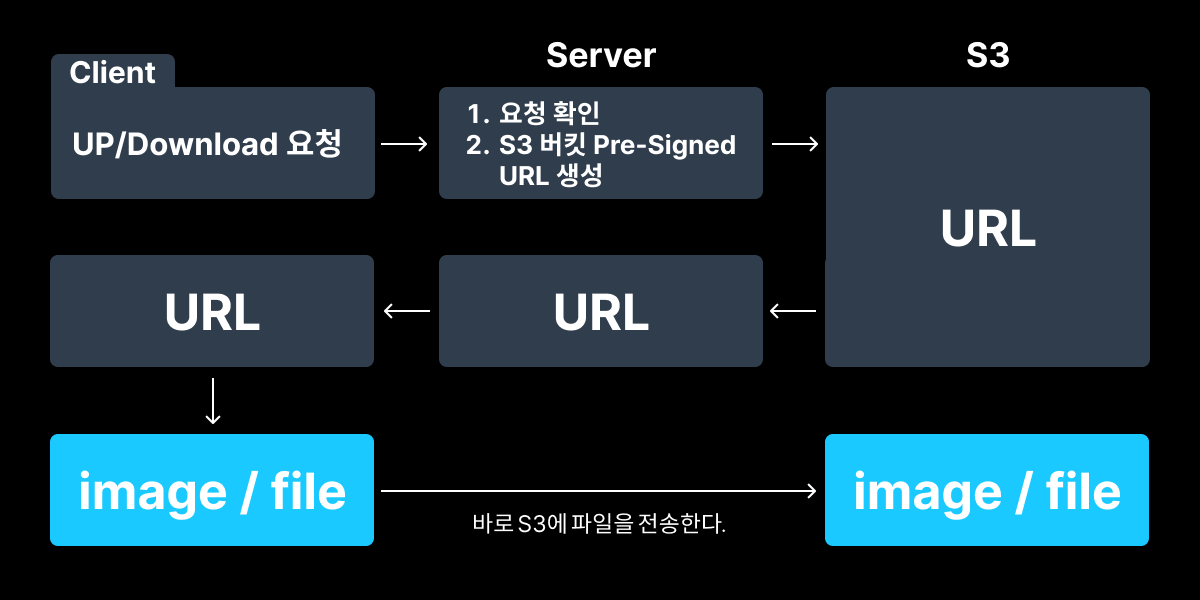 Server
S3
Client
UP/Download 요청
1. 요청 확인
2. S3 버킷 Pre-Signed
URL 생성
URL
URL
URL
image / file
image / file
바로 S3에 파일을 전송한다.